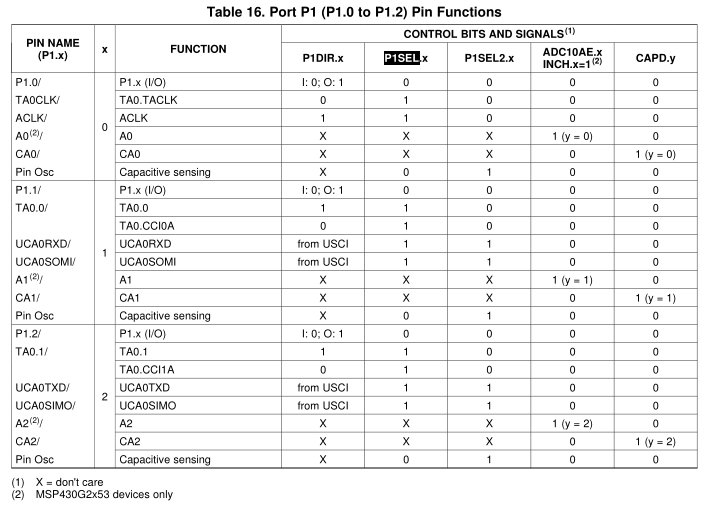 Table 16. Port P1 (P1.0 to P1.2) Pin Functions
PIN NAME (P1.x) x FUNCTION CONTROL BITS AND SIGNALS(1)
P1DIR.x P1SEL.x P1SEL2.x ADC10AE.x INCH.x=1(2) CAPD.y
P1.0/ 0 P1.x (I/O) I: 0; O: 1 0 0 0 0
TA0CLK/ TA0.TACLK 0 1 0 0 0
ACLK/ ACLK 1 1 0 0 0
A0(2)/ A0 X X X 1 (y = 0) 0
CA0/ CA0 X X X 0 1 (y = 0)
Pin Osc Capacitive sensing X 0 1 0 0
P1.1/ 1 P1.x (I/O) I: 0; O: 1 0 0 0 0
TA0.0/ TA0.0 1 1 0 0 0
TA0.CCI0A 0 1 0 0 0
UCA0RXD/ UCA0RXD from USCI 1 1 0 0
UCA0SOMI/ UCA0SOMI from USCI 1 1 0 0
A1(2)/ A1 X X X 1 (y = 1) 0
CA1/ CA1 X X X 0 1 (y = 1)
Pin Osc Capacitive sensing X 0 1 0 0
P1.2/ 2 P1.x (I/O) I: 0; O: 1 0 0 0 0
TA0.1/ TA0.1 1 1 0 0 0
TA0.CCI1A 0 1 0 0 0
UCA0TXD/ UCA0TXD from USCI 1 1 0 0
UCA0SIMO/ UCA0SIMO from USCI 1 1 0 0
A2(2)/ A2 X X X 1 (y = 2) 0
CA2/ CA2 X X X 0 1 (y = 2)
Pin Osc Capacitive sensing X 0 1 0 0
(1) X = don't care
(2) MSP430G2x53 devices only